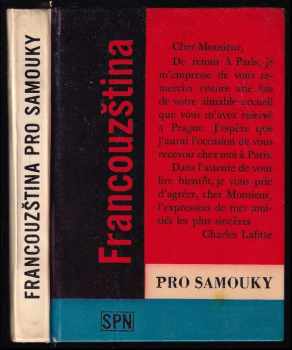 FRANCOUZŠTINA PRO SAMOUKY
Francouzština
Cher Monsieur,
De retour à Paris, je
m'empresse de vous re-
mercier encore une fois
de votre aimable accueil
que vous m'avez réservé
à Prague. J'espère que
j'aurai l'occasion de vous
recevoir chez moi à Paris.
Dans l'attente de vous
lire bientôt, je vous prie
d'agréer, cher Monsieur,
l'expression de mes ami-
tiés les plus sincères
Charles Lafitte
PRO SAMOUKY
SPN